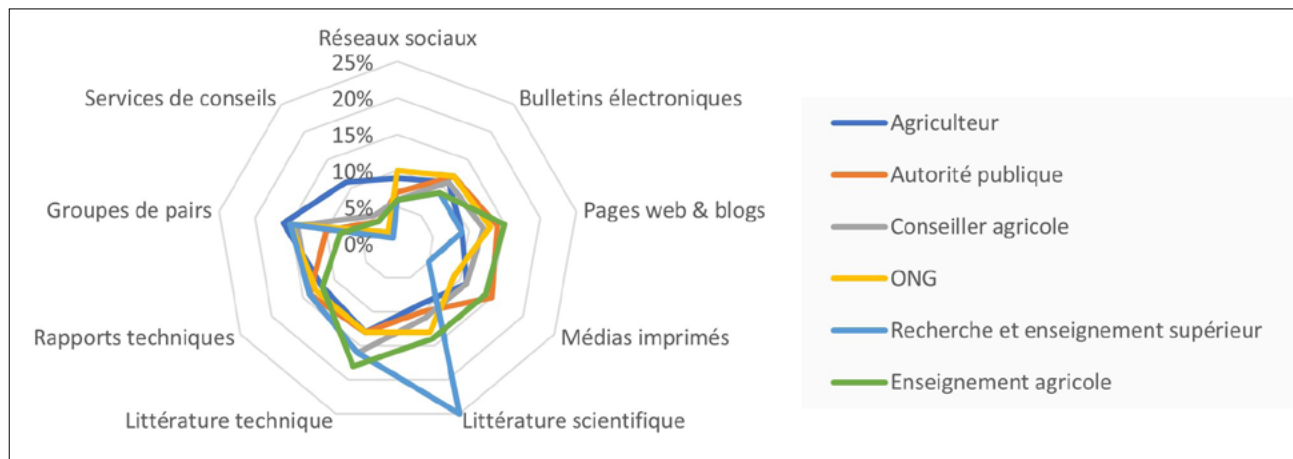 Réseaux sociaux
25%
20%
15%
10%
5%
0%
Bulletins électroniques
Pages web & blogs
Médias imprimés
Littérature scientifique
Littérature technique
Rapports techniques
Groupes de pairs
Services de conseils
Agriculteur
Autorité publique
Conseiller agricole
ONG
Recherche et enseignement supérieur
Enseignement agricole